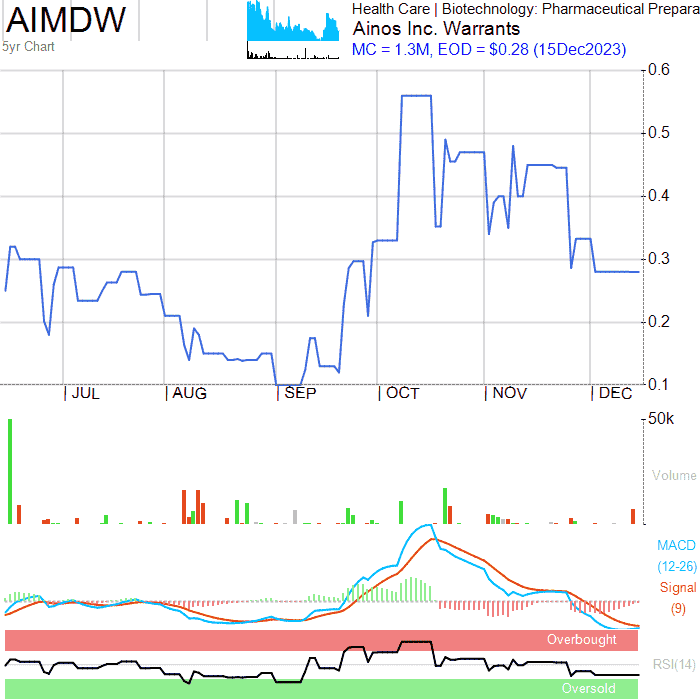 AIMDW
5yr Chart
Health Care | Biotechnology: Pharmaceutical Prepara
Ainos Inc. Warrants
MC = 1.3M, EOD = $0.28 (15Dec2023)
0.6
0.5
0.4
0.3
0.2
0.1
JUL
AUG
SEP
OCT
NOV
DEC
50k
Volume
MACD
(12-26)
Signal
(9)
Overbought
RSI(14)
Oversold